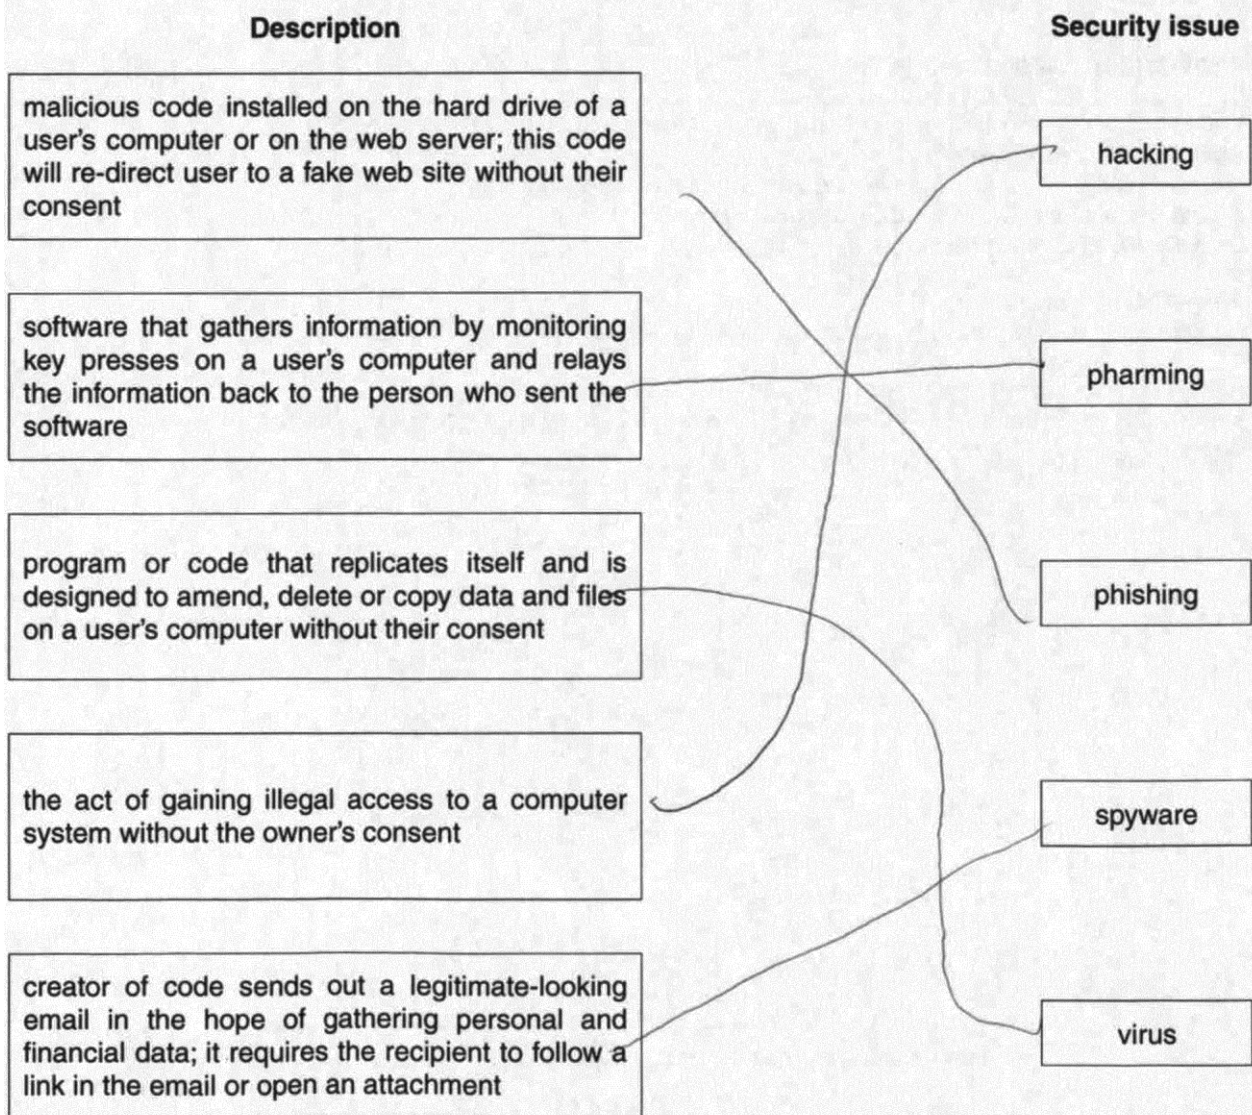 Description
Security issue
malicious code installed on the hard drive of a
user's computer or on the web server; this code
will re-direct user to a fake web site without their
consent
hacking
software that gathers information by monitoring
key presses on a user's computer and relays
the information back to the person who sent the
software
pharming
program or code that replicates itself and is
designed to amend, delete or copy data and files
on a user's computer without their consent
phishing
the act of gaining illegal access to a computer
system without the owner's consent
spyware
creator of code sends out a legitimate-looking
email in the hope of gathering personal and
financial data; it requires the recipient to follow a
link in the email or open an attachment
virus